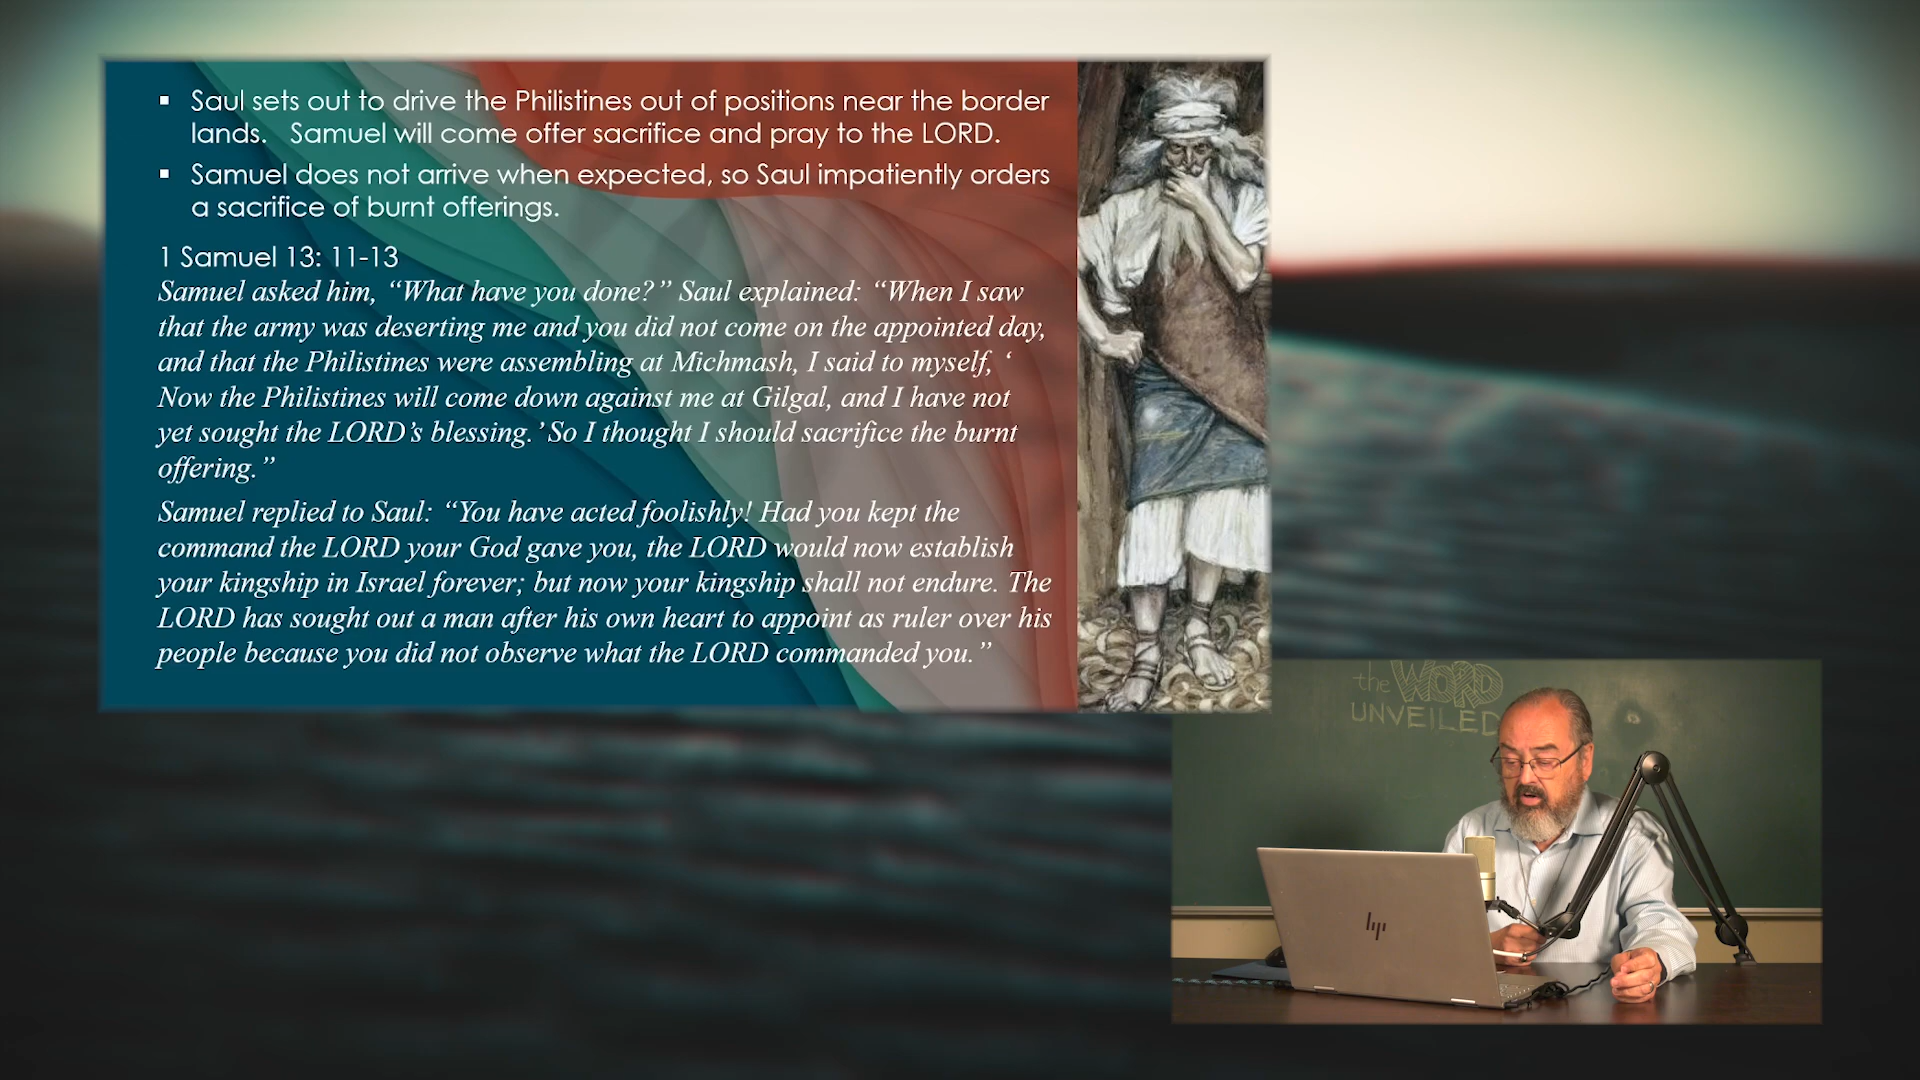 ▪ Saul sets out to drive the Philistines out of positions near the border
lands. Samuel will come offer sacrifice and pray to the LORD.
▪ Samuel does not arrive when expected, so Saul impatiently orders
a sacrifice of burnt offerings.
1 Samuel 13: 11-13
Samuel asked him, “What have you done?” Saul explained: “When I saw
that the army was deserting me and you did not come on the appointed day,
and that the Philistines were assembling at Michmash, I said to myself, ‘
Now the Philistines will come down against me at Gilgal, and I have not
yet sought the LORD’s blessing.’ So I thought I should sacrifice the burnt
offering.”
Samuel replied to Saul: “You have acted foolishly! Had you kept the
command the LORD your God gave you, the LORD would now establish
your kingship in Israel forever; but now your kingship shall not endure. The
LORD has sought out a man after his own heart to appoint as ruler over his
people because you did not observe what the LORD commanded you.”
the WORD
UNVEILED
hp